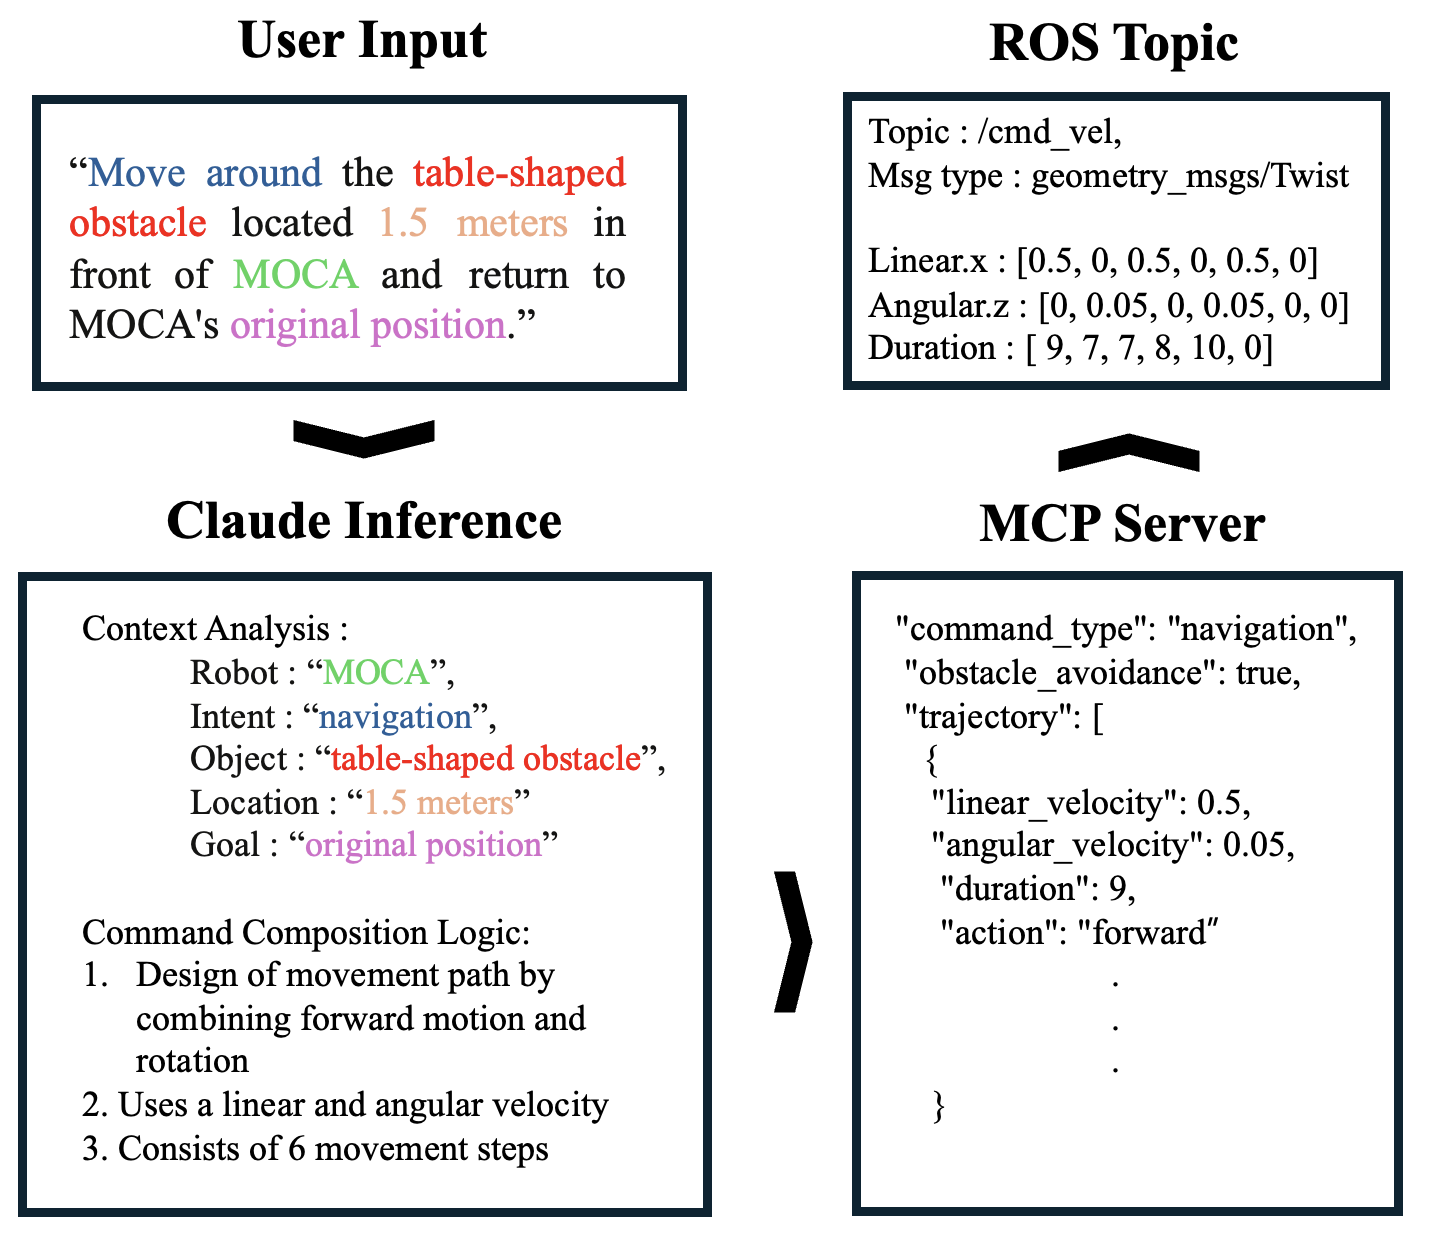 User Input
“Move around the table-shaped
obstacle located 1.5 meters in
front of MOCA and return to
MOCA's original position.”
Claude Inference
Context Analysis :
Robot : “MOCA”,
Intent : “navigation”,
Object : “table-shaped obstacle”,
Location : “1.5 meters”
Goal : “original position”
Command Composition Logic:
1. Design of movement path by
combining forward motion and
rotation
2. Uses a linear and angular velocity
3. Consists of 6 movement steps
MCP Server
"command_type": "navigation",
"obstacle_avoidance": true,
"trajectory": [
{
"linear_velocity": 0.5,
"angular_velocity": 0.05,
"duration": 9,
"action": "forward”
.
.
.
}
ROS Topic
Topic : /cmd_vel,
Msg type : geometry_msgs/Twist
Linear.x : [0.5, 0, 0.5, 0, 0.5, 0]
Angular.z : [0, 0.05, 0, 0.05, 0, 0]
Duration : [ 9, 7, 7, 8, 10, 0]